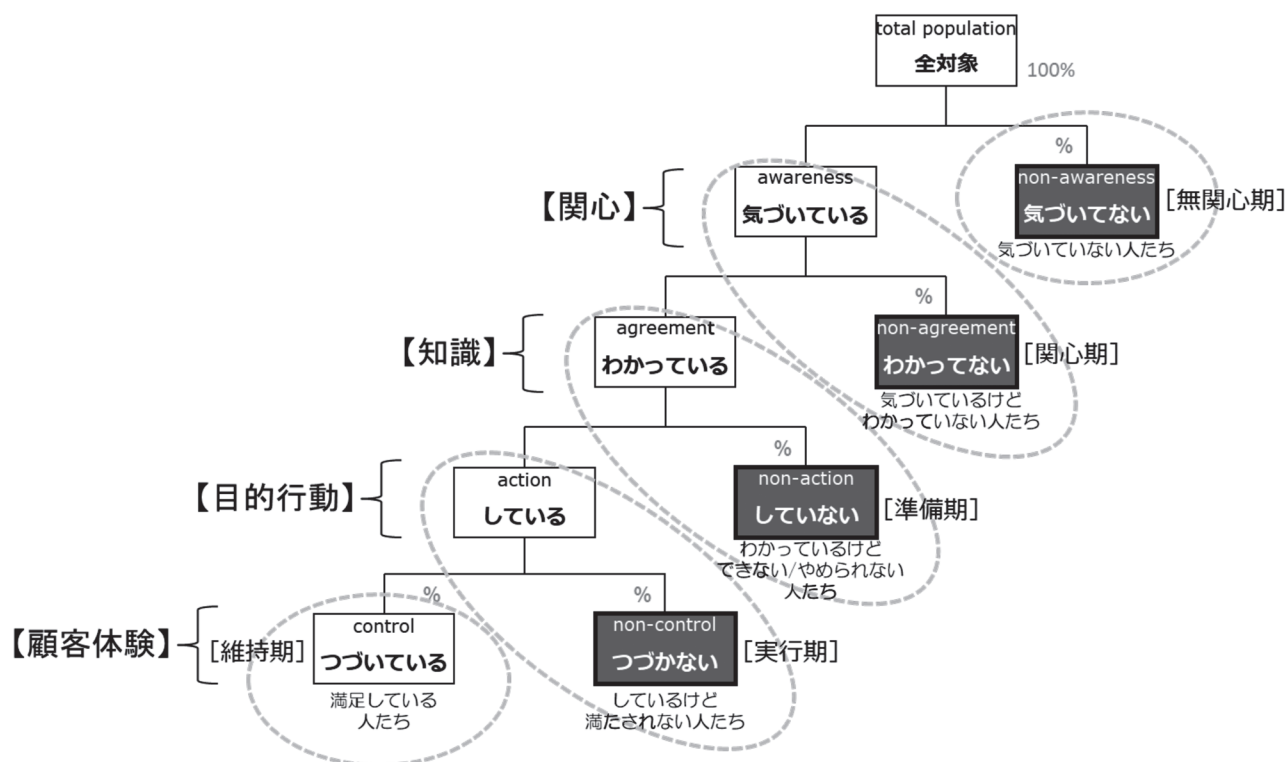 total population
全対象
100%
%
【関心】
awareness
気づいている
non-awareness
気づいてない
[無関心期]
気づいていない人たち
%
【知識】
agreement
わかっている
non-agreement
わかってない
[関心期]
気づいているけど
わかっていない人たち
%
【目的行動】
action
している
non-action
していない
[準備期]
わかっているけど
できない/やめられない
人たち
%
%
【顧客体験】
[維持期]
control
つづいている
満足している
人たち
non-control
つづかない
[実行期]
しているけど
満たされない人たち